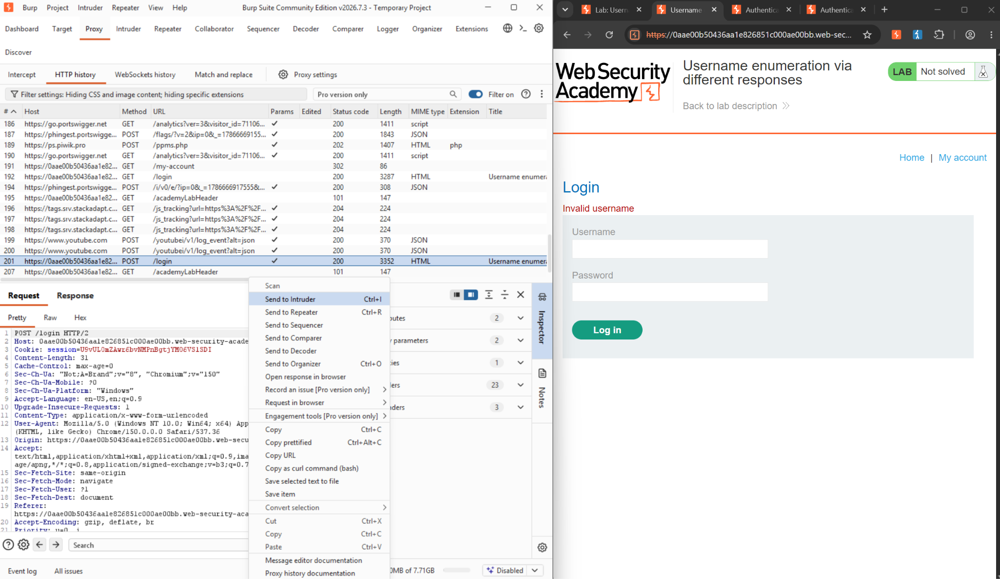 Burp Project Intruder Repeater View Help Burp Suite Community Edition v2026.7.3 - Temporary Project
Dashboard Target Proxy Intruder Repeater Collaborator Sequencer Decoder Comparer Logger Organizer Extensions
Discover
Intercept HTTP history WebSockets history Match and replace Proxy settings
Filter settings: Hiding CSS and image content; hiding specific extensions Pro version only Filter on
# Host Method URL Params Edited Status code Length MIME type Extension Title
186 https://go.portswigger.net GET /analytics?ver=3&visitor_id=71106... ✓ 200 1411 script
187 https://phingest.portswigge... POST /flags/?v=2&ip=0&_=17866669155... ✓ 200 1843 JSON
189 https://ps.piwik.pro POST /ppms.php ✓ 202 1407 HTML php
190 https://go.portswigger.net GET /analytics?ver=3&visitor_id=71106... ✓ 200 1411 script
191 https://0aae00b50436aa1e82... GET /my-account 302 86
192 https://0aae00b50436aa1e82... GET /login 200 3287 HTML Username enumera
194 https://phingest.portswigge... POST /i/v0/e/?ip=0&_=1786666917555&... ✓ 200 308 JSON
195 https://0aae00b50436aa1e82... GET /academyLabHeader 101 147
196 https://tags.srv.stackadapt.c... GET /js_tracking?url=https%3A%2F%2F... ✓ 204 224
197 https://tags.srv.stackadapt.c... GET /js_tracking?url=https%3A%2F%2F... ✓ 204 224
198 https://tags.srv.stackadapt.c... GET /js_tracking?url=https%3A%2F%2F... ✓ 204 224
199 https://www.youtube.com POST /youtubei/v1/log_event?alt=json ✓ 200 370 JSON
200 https://www.youtube.com POST /youtubei/v1/log_event?alt=json ✓ 200 370 JSON
201 https://0aae00b50436aa1e82... POST /login ✓ 200 3352 HTML Username enumera
207 https://0aae00b50436aa1e82... GET /academyLabHeader 101 147
Request Response
Pretty Raw Hex
1 POST /login HTTP/2
2 Host: 0aae00b50436aa1e826851c000ae00bb.web-security-acade
3 Cookie: session=U9vUL0mZAwr6bvNMPnBgtjYM06VS1SDI
4 Content-Length: 31
5 Cache-Control: max-age=0
6 Sec-Ch-Ua: "Not;A=Brand";v="8", "Chromium";v="150"
7 Sec-Ch-Ua-Mobile: ?0
8 Sec-Ch-Ua-Platform: "Windows"
9 Accept-Language: en-US,en;q=0.9
10 Upgrade-Insecure-Requests: 1
11 Content-Type: application/x-www-form-urlencoded
12 User-Agent: Mozilla/5.0 (Windows NT 10.0; Win64; x64) App
(KHTML, like Gecko) Chrome/150.0.0.0 Safari/537.36
13 Origin: https://0aae00b50436aa1e826851c000ae00bb.web-secu
14 Accept:
text/html,application/xhtml+xml,application/xml;q=0.9,ima
age/apng,*/*;q=0.8,application/signed-exchange;v=b3;q=0.7
15 Sec-Fetch-Site: same-origin
16 Sec-Fetch-Mode: navigate
17 Sec-Fetch-User: ?1
18 Sec-Fetch-Dest: document
19 Referer:
https://0aae00b50436aa1e826851c000ae00bb.web-security-aca
20 Accept-Encoding: gzip, deflate, br
21 Priority: u=0, i
Scan
Send to Intruder Ctrl+I
Send to Repeater Ctrl+R
Send to Sequencer
Send to Comparer
Send to Decoder
Send to Organizer Ctrl+O
Open response in browser
Record an issue [Pro version only]
Request in browser
Engagement tools [Pro version only]
Copy Ctrl+C
Copy prettified Ctrl+Alt+C
Copy URL
Copy as curl command (bash)
Save selected text to file
Save item
Convert selection
Cut Ctrl+X
Copy Ctrl+C
Paste Ctrl+V
Message editor documentation
Proxy history documentation
butes 2
y parameters 2
cies 1
ders 23
aders 3
Inspector
Notes
Search
Event log All issues 0MB of 7.71GB Disabled
Lab: Usern Username Authentica Authentica
https://0aae00b50436aa1e826851c000ae00bb.web-sec...
Web Security
Academy
Username enumeration via
different responses
Back to lab description
LAB Not solved
Home | My account
Login
Invalid username
Username
Password
Log in